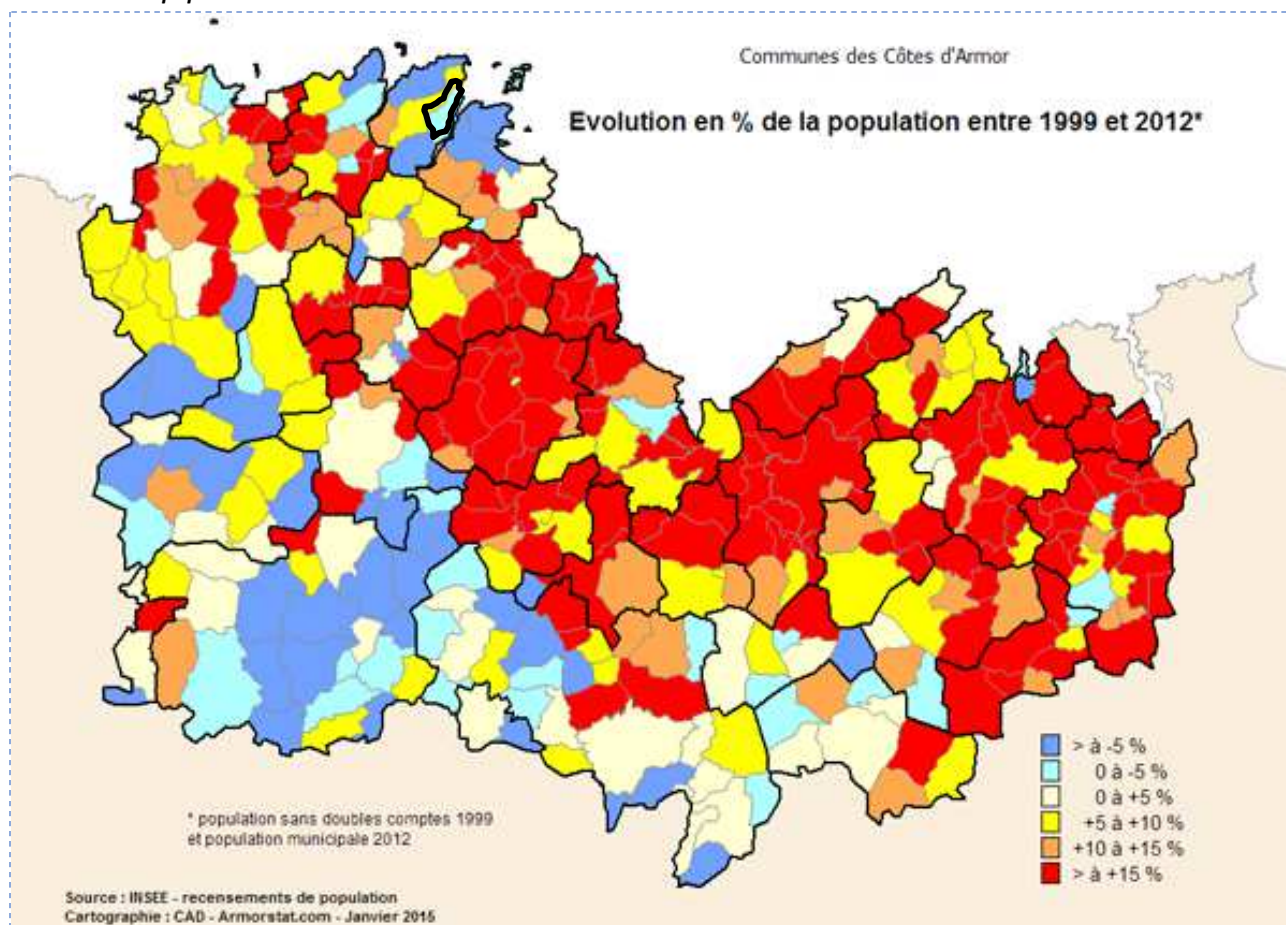 Communes des Côtes d'Armor
Evolution en % de la population entre 1999 et 2012*
> à -5 %
0 à -5 %
0 à +5 %
+5 à +10 %
+10 à +15 %
> à +15 %
* population sans doubles comptes 1999
et population municipale 2012
Source : INSEE - recensements de population
Cartographie : CAD - Armorstat.com - Janvier 2015